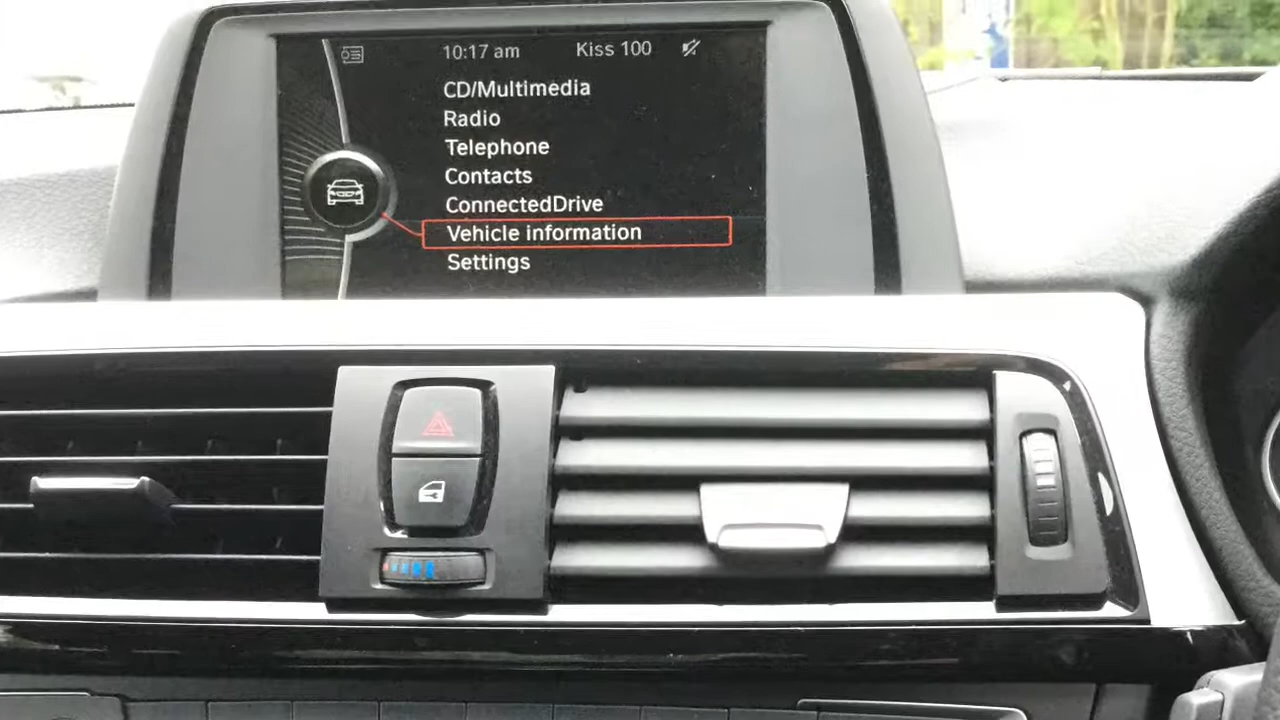 10:17 am Kiss 100
CD/Multimedia
Radio
Telephone
Contacts
ConnectedDrive
Vehicle information
Settings